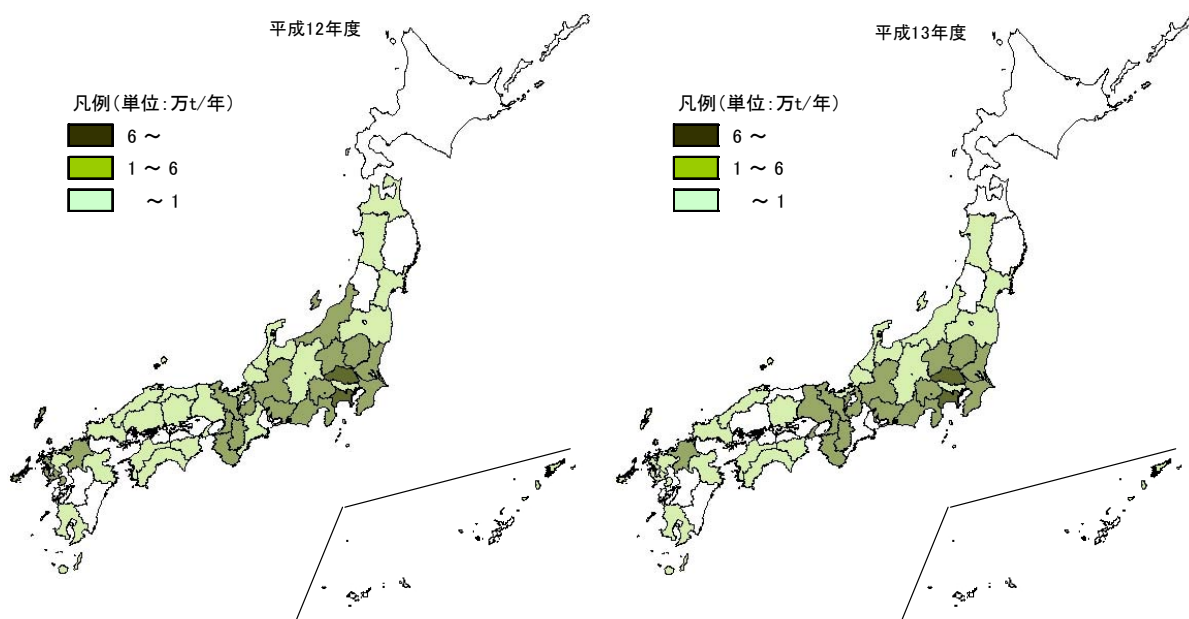 平成12年度
凡例(単位:万t/年)
6 ~
1 ~ 6
~ 1
平成13年度
凡例(単位:万t/年)
6 ~
1 ~ 6
~ 1